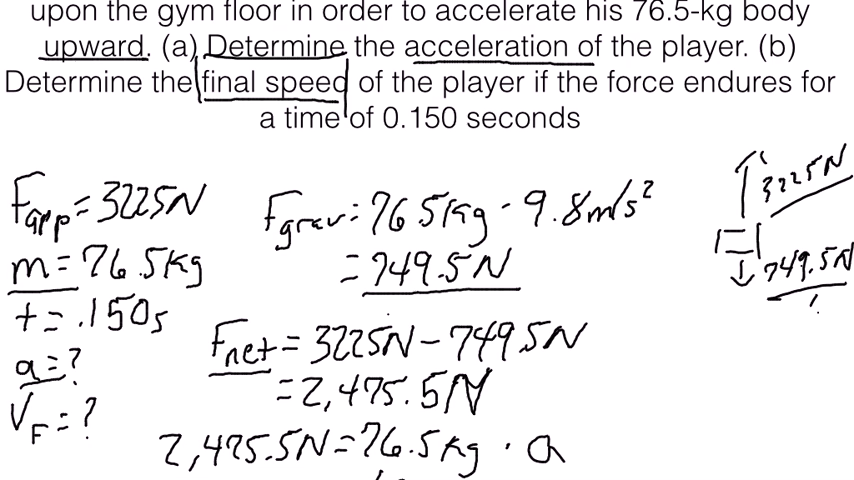 upon the gym floor in order to accelerate his 76.5-kg body
upward. (a) Determine the acceleration of the player. (b)
Determine the final speed of the player if the force endures for
a time of 0.150 seconds
Fapp = 3225N
m = 76.5kg
t = .150s
a = ?
VF = ?
Fgrav = 76.5kg · 9.8m/s²
= 749.5N
Fnet = 3225N - 749.5N
= 2,475.5N
2,475.5N = 76.5kg · a
3225N
749.5N